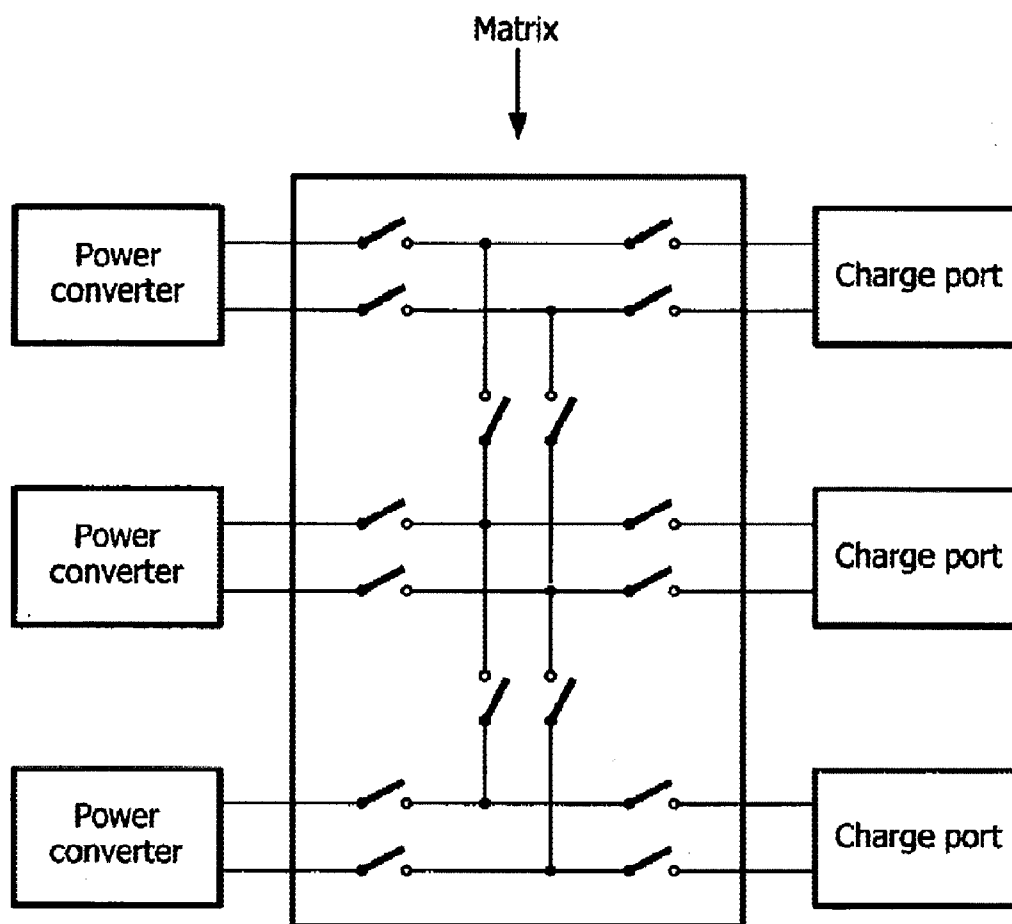 Matrix
Power
converter
Charge port
Power
converter
Charge port
Power
converter
Charge port